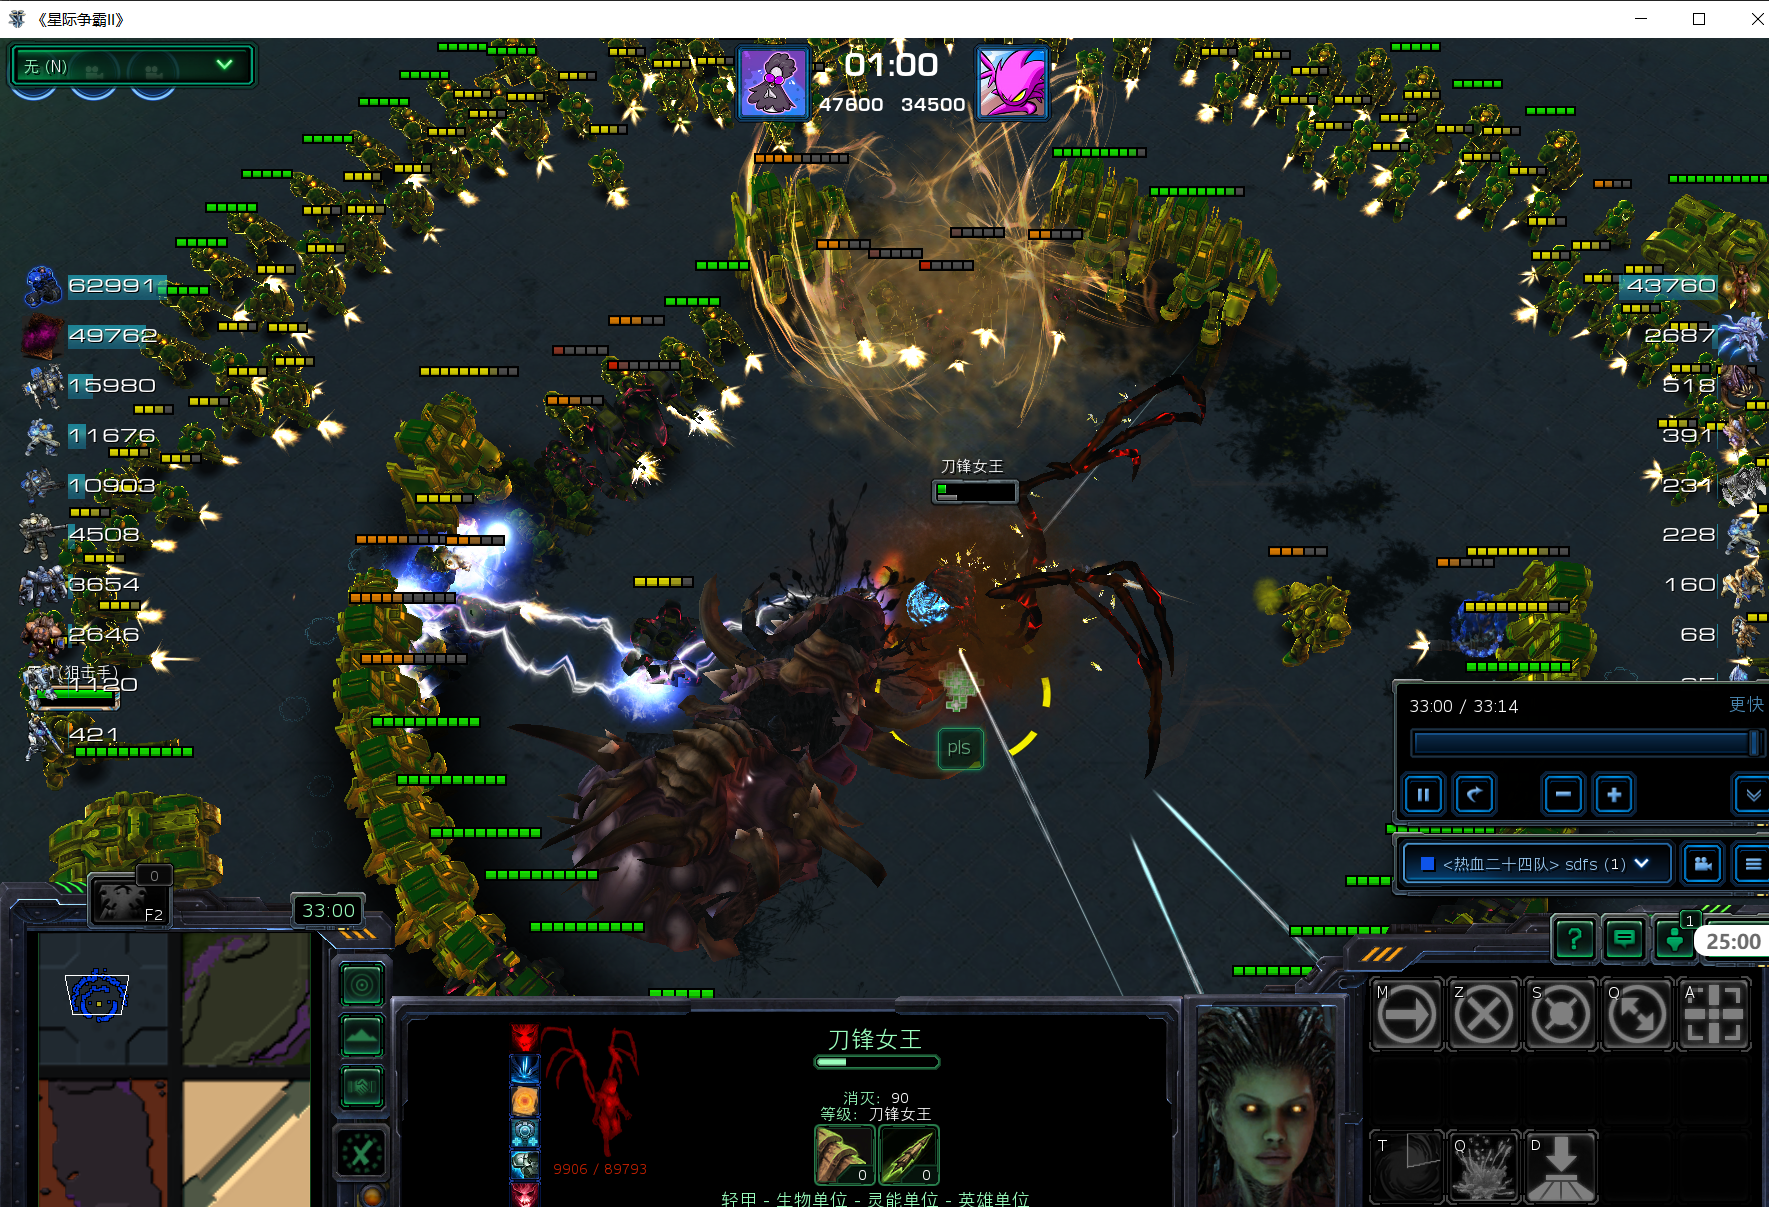 《星际争霸II》
无 (N)
01:00
47600 34500
62991
49762
15980
11676
10903
4508
3654
2646
(狙击手)
1120
421
43760
2687
518
391
231
228
160
68
刀锋女王
pls
33:00 / 33:14
更快
<热血二十四队> sdfs (1)
0
F2
33:00
1
25:00
刀锋女王
消灭: 90
等级: 刀锋女王
0
0
9906 / 89793
轻甲 - 生物单位 - 灵能单位 - 英雄单位
M
Z
S
Q
A
T
Q
D